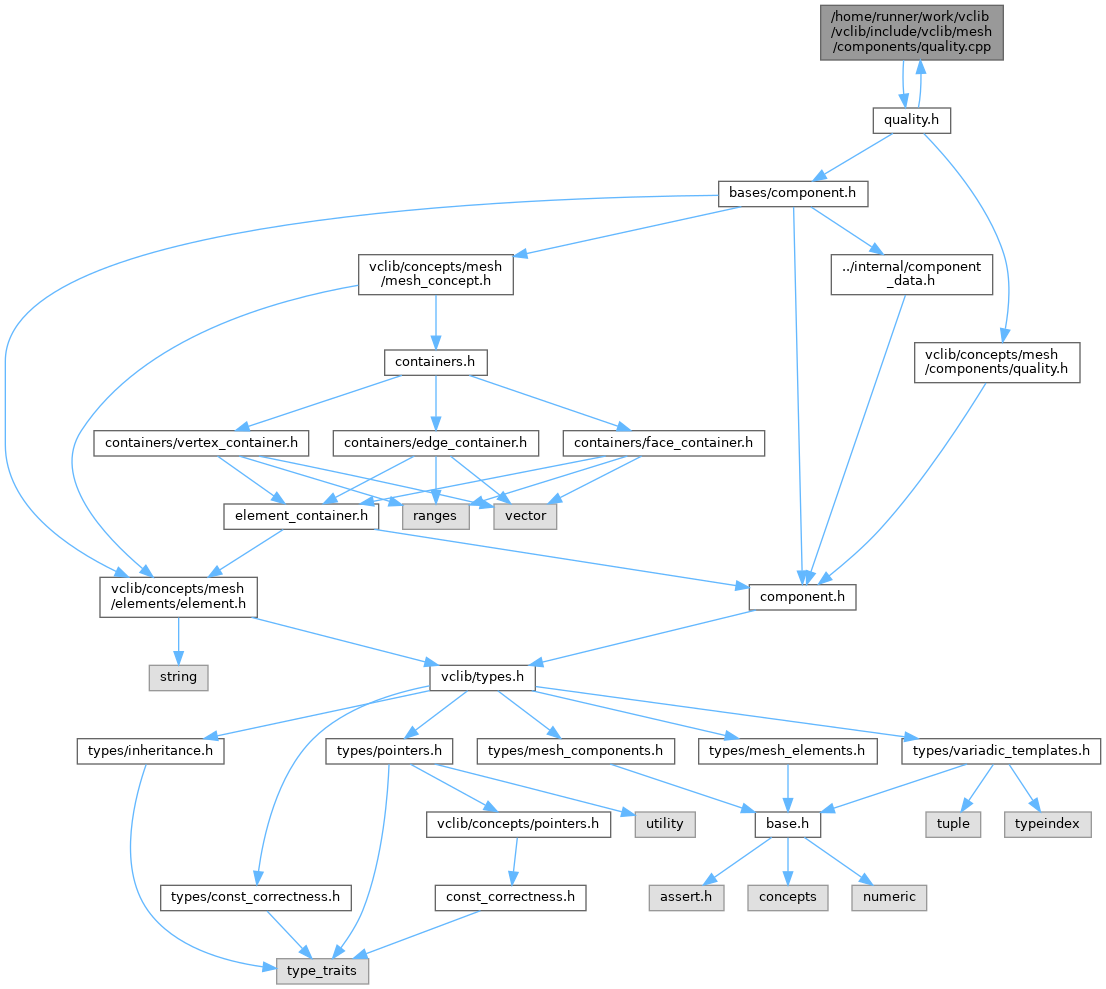 /home/runner/work/vclib
/vclib/include/vclib/mesh
/components/quality.cpp
quality.h
bases/component.h
vclib/concepts/mesh
/mesh_concept.h
../internal/component
_data.h
containers.h
vclib/concepts/mesh
/components/quality.h
containers/vertex_container.h
containers/edge_container.h
containers/face_container.h
element_container.h
ranges
vector
vclib/concepts/mesh
/elements/element.h
component.h
string
vclib/types.h
types/inheritance.h
types/pointers.h
types/mesh_components.h
types/mesh_elements.h
types/variadic_templates.h
vclib/concepts/pointers.h
utility
base.h
tuple
typeindex
types/const_correctness.h
const_correctness.h
assert.h
concepts
numeric
type_traits